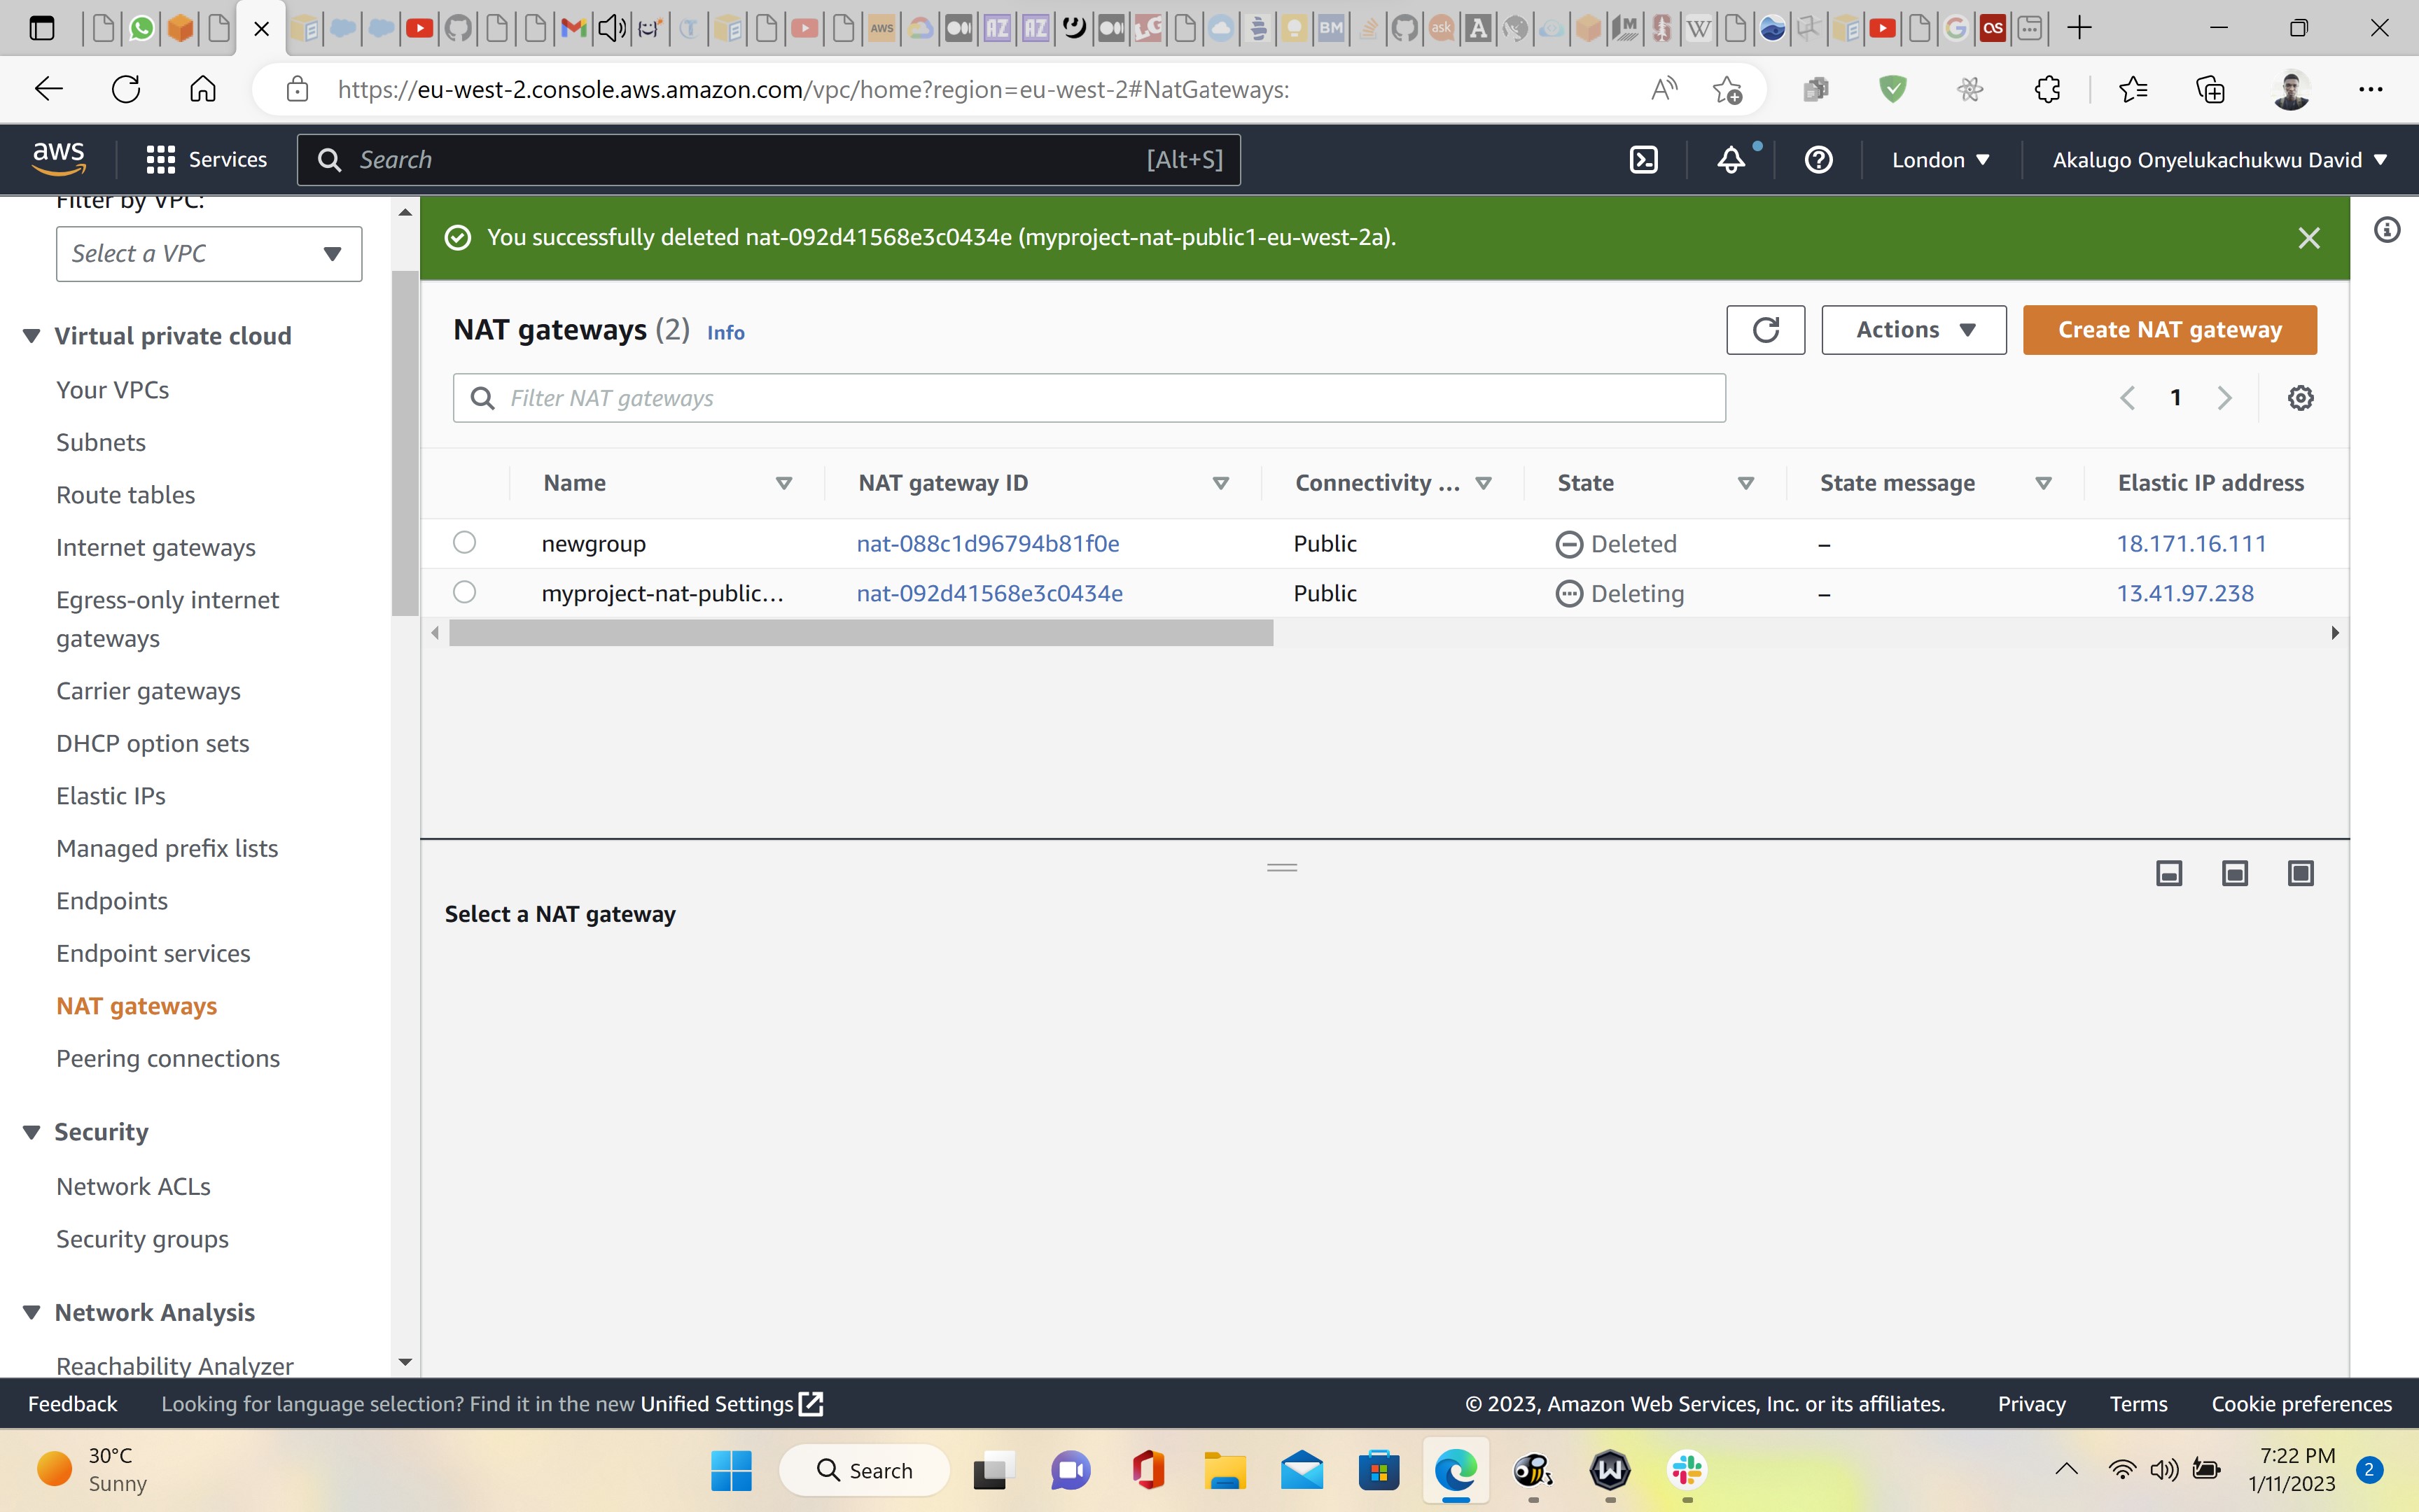 https://eu-west-2.console.aws.amazon.com/vpc/home?region=eu-west-2#NatGateways:
aws
Services
Search
[Alt+S]
London
Akalugo Onyelukachukwu David
Filter by VPC:
Select a VPC
Virtual private cloud
Your VPCs
Subnets
Route tables
Internet gateways
Egress-only internet
gateways
Carrier gateways
DHCP option sets
Elastic IPs
Managed prefix lists
Endpoints
Endpoint services
NAT gateways
Peering connections
Security
Network ACLs
Security groups
Network Analysis
Reachability Analyzer
You successfully deleted nat-092d41568e3c0434e (myproject-nat-public1-eu-west-2a).
NAT gateways (2) Info
Actions
Create NAT gateway
Filter NAT gateways
1
Name NAT gateway ID Connectivity ... State State message Elastic IP address
newgroup nat-088c1d96794b81f0e Public Deleted – 18.171.16.111
myproject-nat-public... nat-092d41568e3c0434e Public Deleting – 13.41.97.238
Select a NAT gateway
Feedback Looking for language selection? Find it in the new Unified Settings © 2023, Amazon Web Services, Inc. or its affiliates. Privacy Terms Cookie preferences
30°C
Sunny
Search
7:22 PM
1/11/2023
2